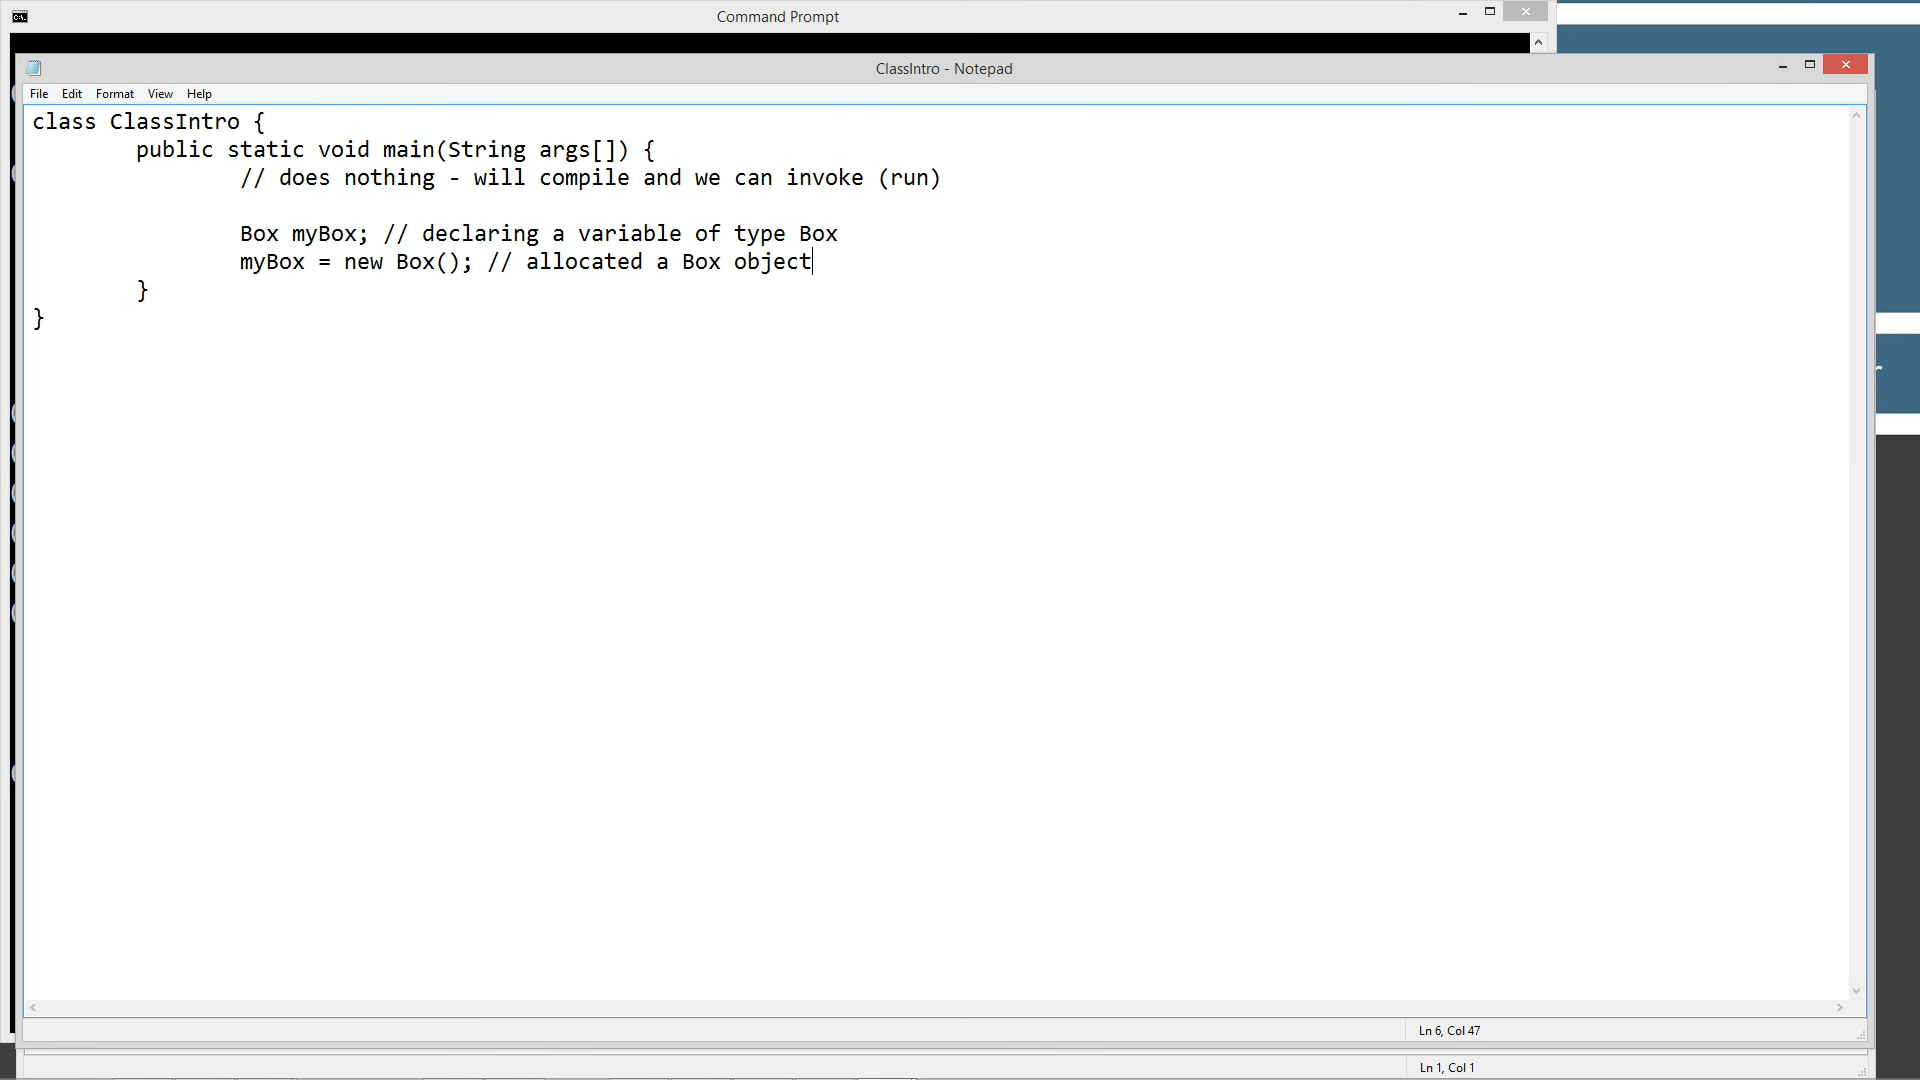 Command Prompt
ClassIntro - Notepad
File Edit Format View Help
class ClassIntro {
        public static void main(String args[]) {
                // does nothing - will compile and we can invoke (run)

                Box myBox; // declaring a variable of type Box
                myBox = new Box(); // allocated a Box object
        }
}
Ln 6, Col 47
Ln 1, Col 1